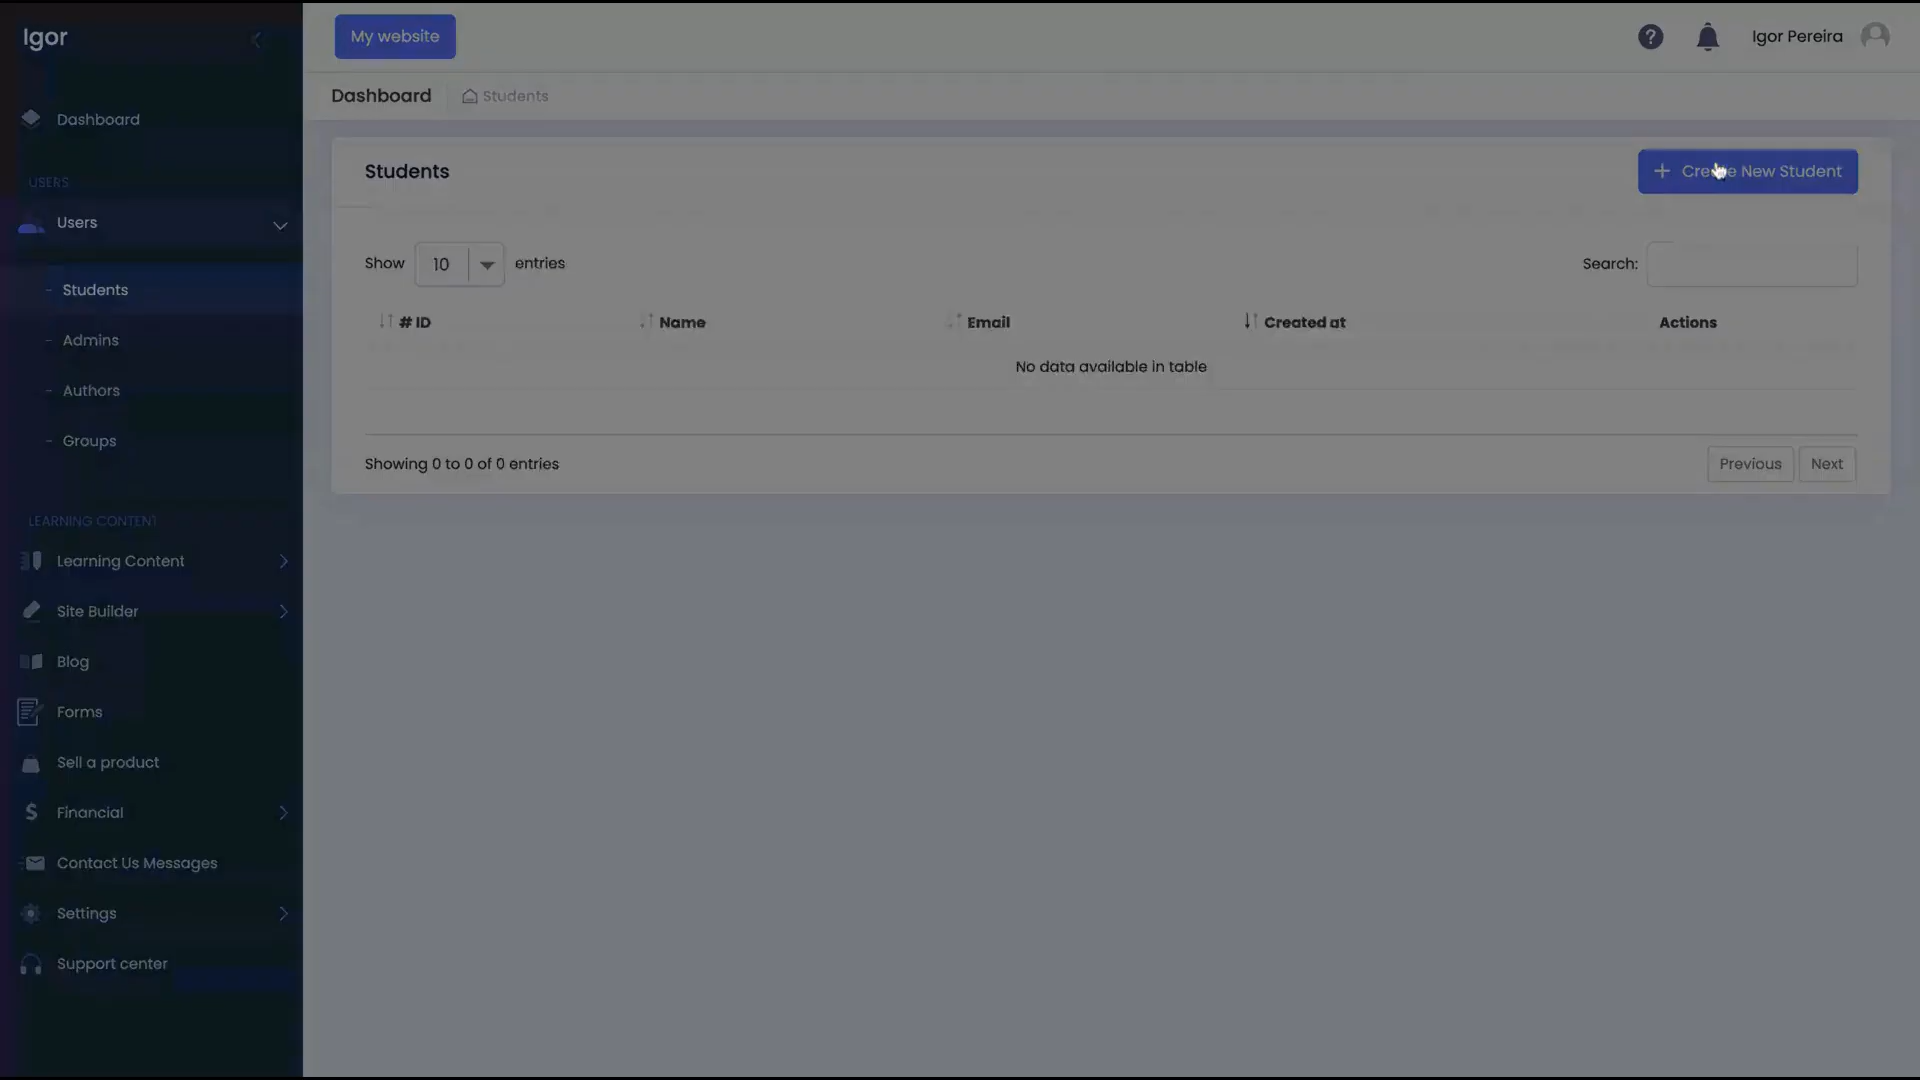 Igor
My website
Igor Pereira
Dashboard
Students
Dashboard
USERS
Users
- Students
- Admins
- Authors
- Groups
LEARNING CONTENT
Learning Content
Site Builder
Blog
Forms
Sell a product
$ Financial
Contact Us Messages
Settings
Support center
Students
+ Create New Student
Show 10 entries
Search:
# ID
Name
Email
Created at
Actions
No data available in table
Showing 0 to 0 of 0 entries
Previous
Next